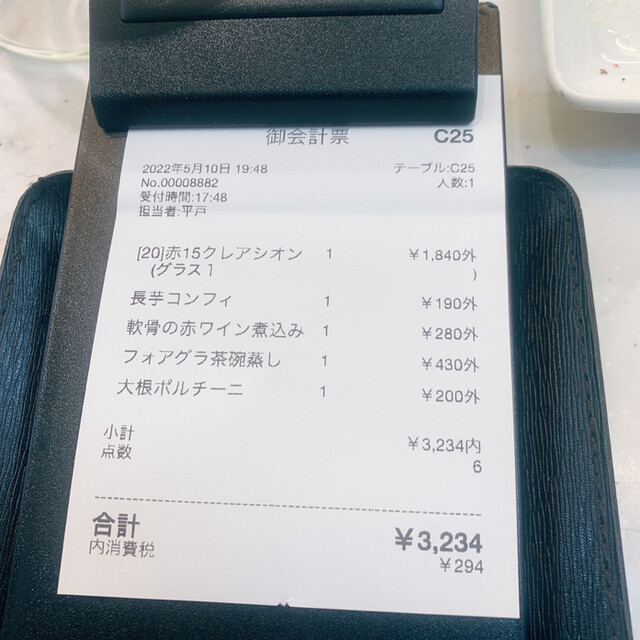 御会計票 C25
2022年5月10日 19:48 テーブル:C25
No.00008882 人数:1
受付時間:17:48
担当者:平戸
[20]赤15クレアシオン 1 ¥1,840外
(グラス] )
長芋コンフィ 1 ¥190外
軟骨の赤ワイン煮込み 1 ¥280外
フォアグラ茶碗蒸し 1 ¥430外
大根ポルチーニ 1 ¥200外
小計 ¥3,234内
点数 6
合計 ¥3,234
内消費税 ¥294